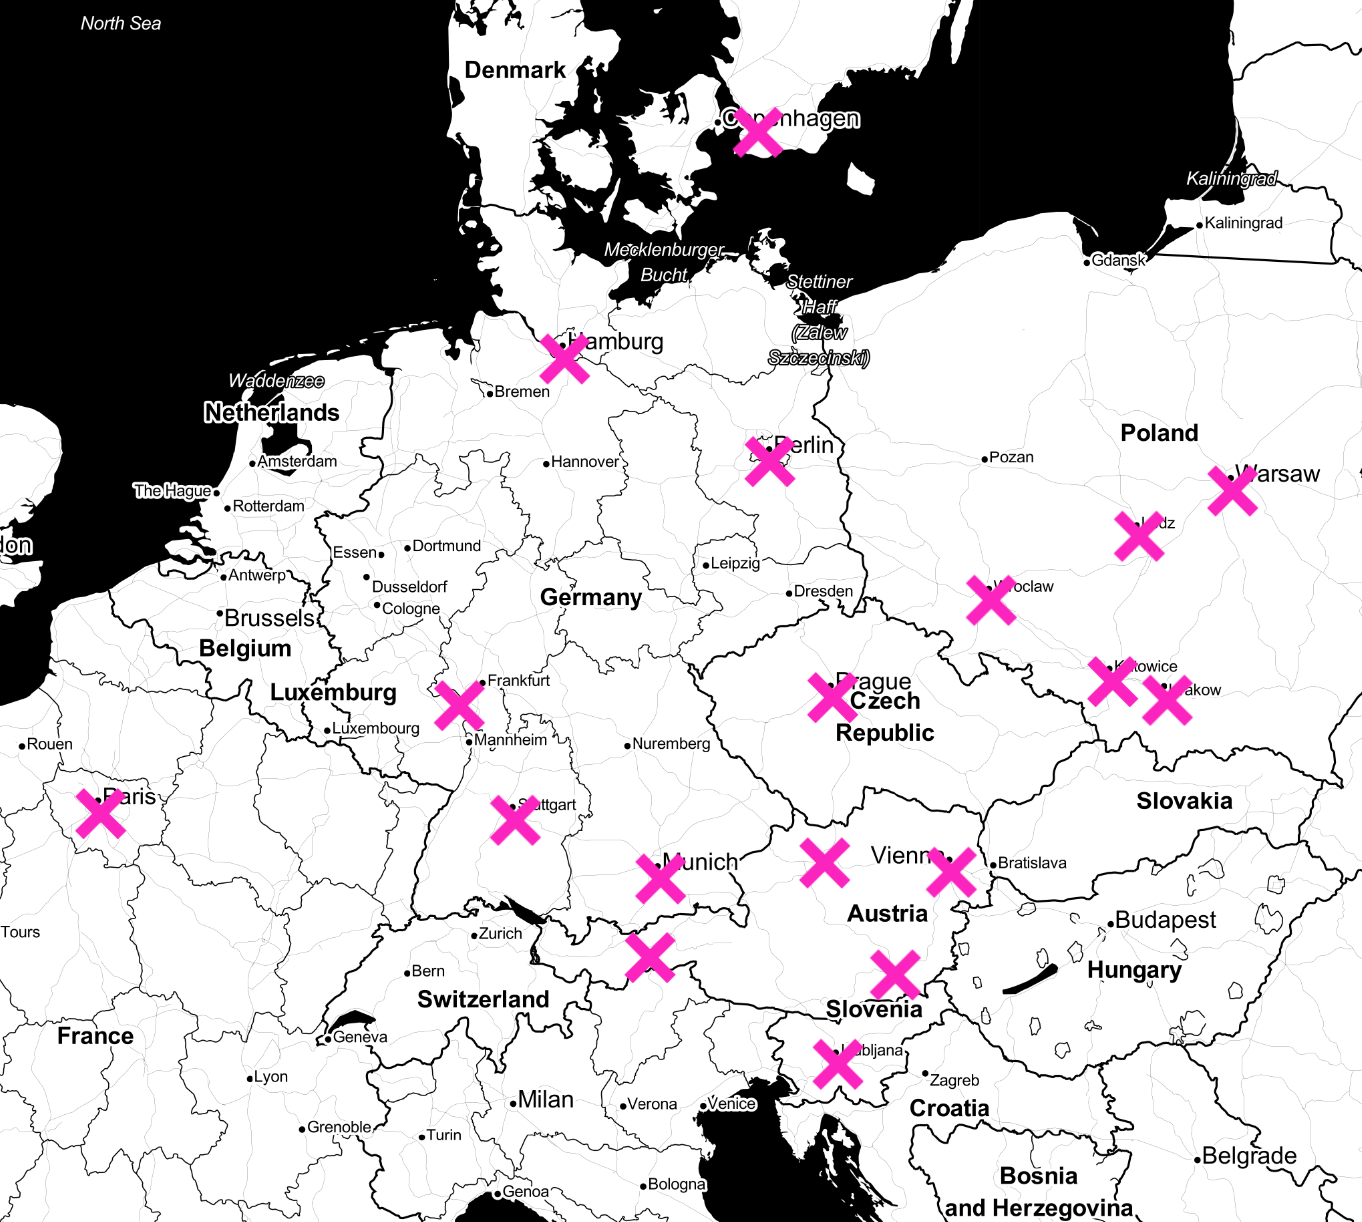 North Sea
Denmark
Copenhagen
Kaliningrad
Kaliningrad
Mecklenburger
Bucht
Gdansk
Stettiner
Haff
(Zalew
Szczecinski)
Hamburg
Waddenzee
Bremen
Netherlands
Poland
Berlin
Pozan
Amsterdam
Hannover
Warsaw
The Hague
Rotterdam
Lodz
don
Essen
Dortmund
Leipzig
Antwerp
Dusseldorf
Wroclaw
Dresden
Germany
Cologne
Brussels
Belgium
Katowice
Frankfurt
Prague
Krakow
Luxemburg
Czech
Republic
Luxembourg
Mannheim
Nuremberg
Rouen
Paris
Slovakia
Stuttgart
Vienna
Munich
Bratislava
Austria
Budapest
Tours
Zurich
Hungary
Bern
Switzerland
Slovenia
France
Geneva
Ljubljana
Lyon
Zagreb
Milan
Verona
Venice
Croatia
Grenoble
Turin
Belgrade
Bosnia
and Herzegovina
Bologna
Genoa